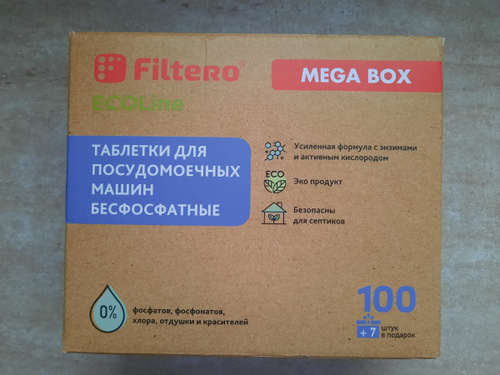 Filtero
MEGA BOX
ECOLine
ТАБЛЕТКИ ДЛЯ
ПОСУДОМОЕЧНЫХ
МАШИН
БЕСФОСФАТНЫЕ
Усиленная формула с энзимами
и активным кислородом
ECO
Эко продукт
Безопасны
для септиков
0%
фосфатов, фосфонатов,
хлора, отдушки и красителей
100
+ 7 штук
в подарок